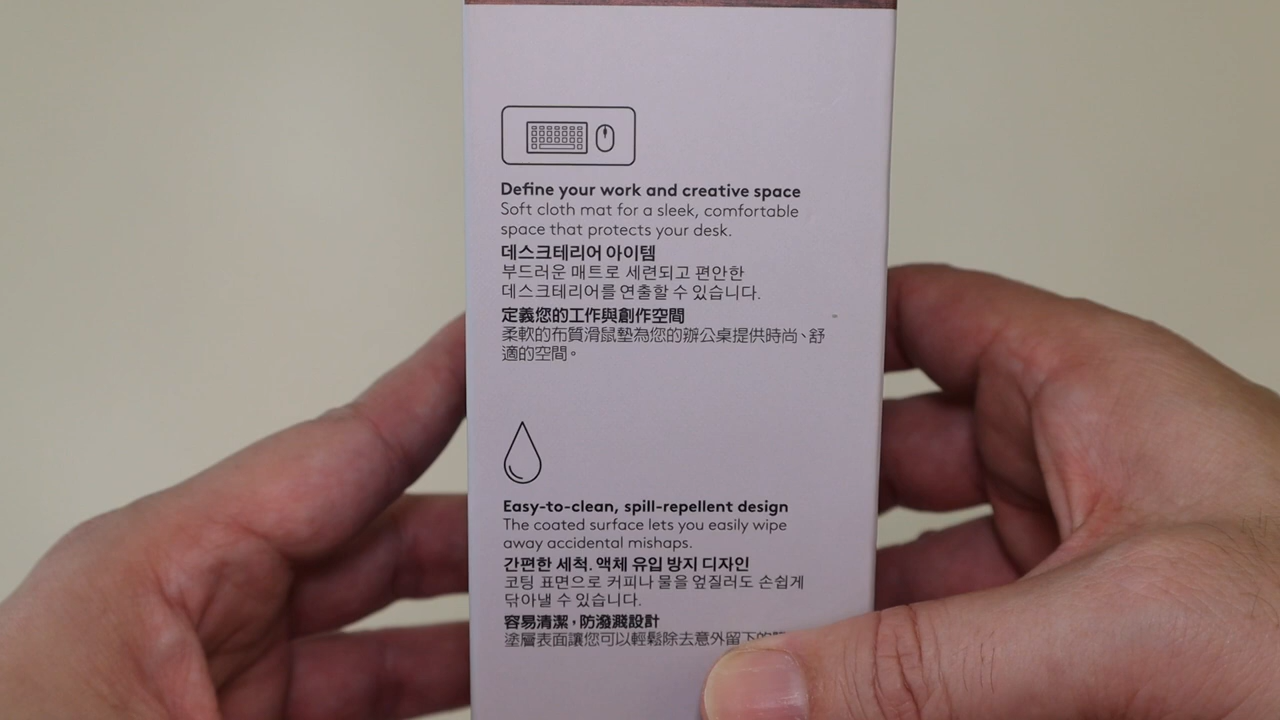 Define your work and creative space
Soft cloth mat for a sleek, comfortable
space that protects your desk.
데스크테리어 아이템
부드러운 매트로 세련되고 편안한
데스크테리어를 연출할 수 있습니다.
定義您的工作與創作空間
柔軟的布質滑鼠墊為您的辦公桌提供時尚、舒
適的空間。
Easy-to-clean, spill-repellent design
The coated surface lets you easily wipe
away accidental mishaps.
간편한 세척. 액체 유입 방지 디자인
코팅 표면으로 커피나 물을 엎질러도 손쉽게
닦아낼 수 있습니다.
容易清潔，防潑濺設計
塗層表面讓您可以輕鬆除去意外留下的